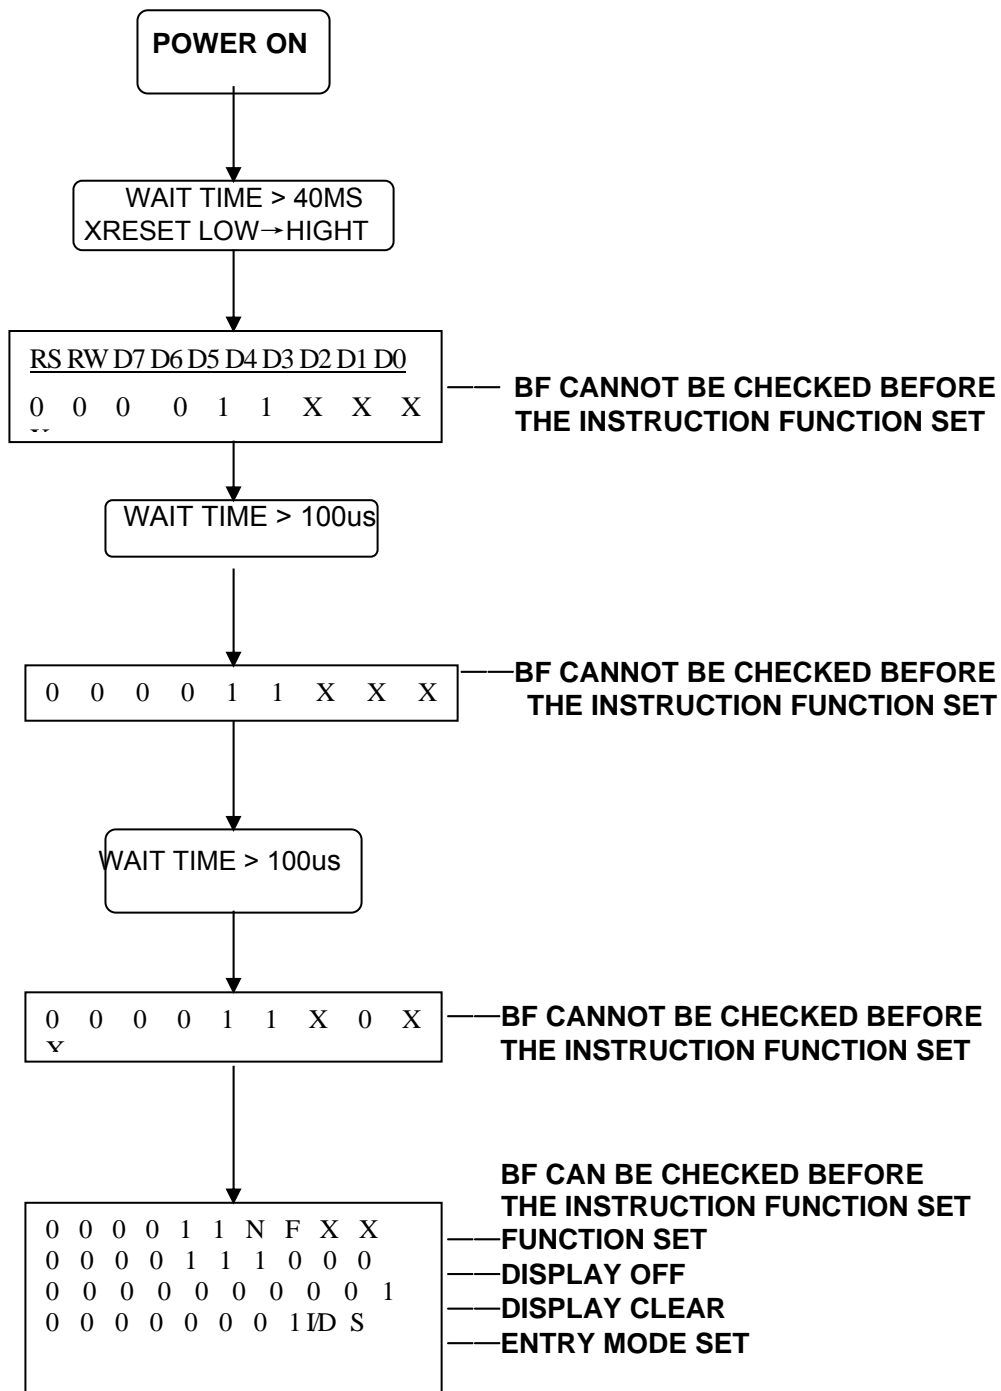 POWER ON
WAIT TIME > 40MS
XRESET LOW→HIGHT
RS RW D7 D6 D5 D4 D3 D2 D1 D0
0 0 0 0 1 1 X X X
—— BF CANNOT BE CHECKED BEFORE
THE INSTRUCTION FUNCTION SET
WAIT TIME > 100us
0 0 0 0 1 1 X X X
——BF CANNOT BE CHECKED BEFORE
THE INSTRUCTION FUNCTION SET
WAIT TIME > 100us
0 0 0 0 1 1 X 0 X
X
——BF CANNOT BE CHECKED BEFORE
THE INSTRUCTION FUNCTION SET
BF CAN BE CHECKED BEFORE
THE INSTRUCTION FUNCTION SET
0 0 0 0 1 1 N F X X
——FUNCTION SET
0 0 0 0 1 1 1 0 0 0
——DISPLAY OFF
0 0 0 0 0 0 0 0 0 1
——DISPLAY CLEAR
0 0 0 0 0 0 0 1 I/D S
——ENTRY MODE SET